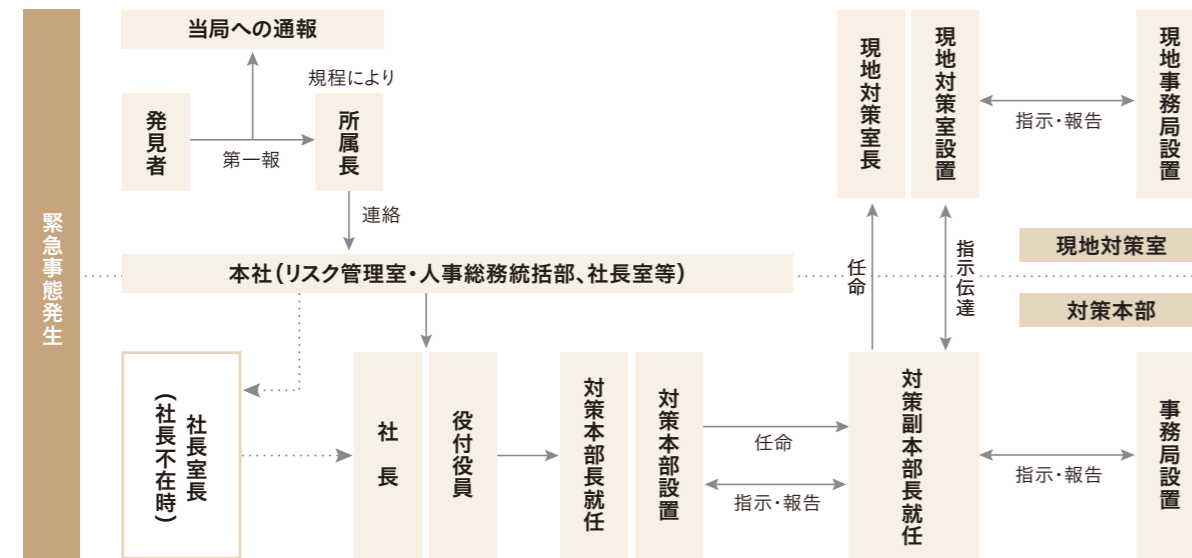 緊急事態発生
当局への通報
規程により
発見者
第一報
所属長
連絡
本社（リスク管理室・人事総務統括部、社長室等）
社長室長
（社長不在時）
社　長
役付役員
対策本部長就任
対策本部設置
任命
指示・報告
対策副本部長就任
指示・報告
事務局設置
任命
指示伝達
現地対策室長
現地対策室設置
指示・報告
現地事務局設置
現地対策室
対策本部